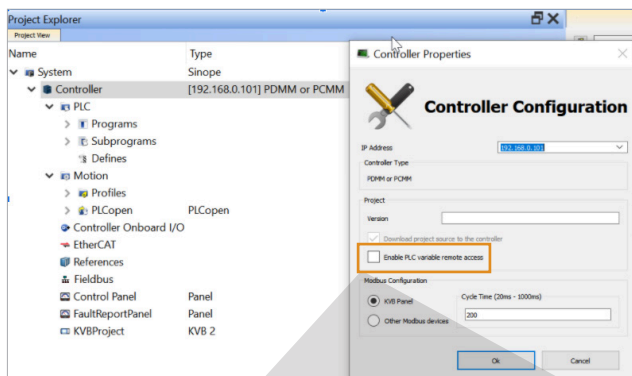 Project Explorer
Project View
Name Type
System Sinope
Controller [192.168.0.101] PDMM or PCMM
PLC
Programs
Subprograms
Defines
Motion
Profiles
PLCopen PLCopen
Controller Onboard I/O
EtherCAT
References
Fieldbus
Control Panel Panel
FaultReportPanel Panel
KVBProject KVB 2
Controller Properties
Controller Configuration
IP Address 192.168.0.101
Controller Type
PDMM or PCMM
Project
Version
Download project source to the controller
Enable PLC variable remote access
Modbus Configuration
KVB Panel
Other Modbus devices
Cycle Time (20ms - 1000ms)
200
Ok Cancel